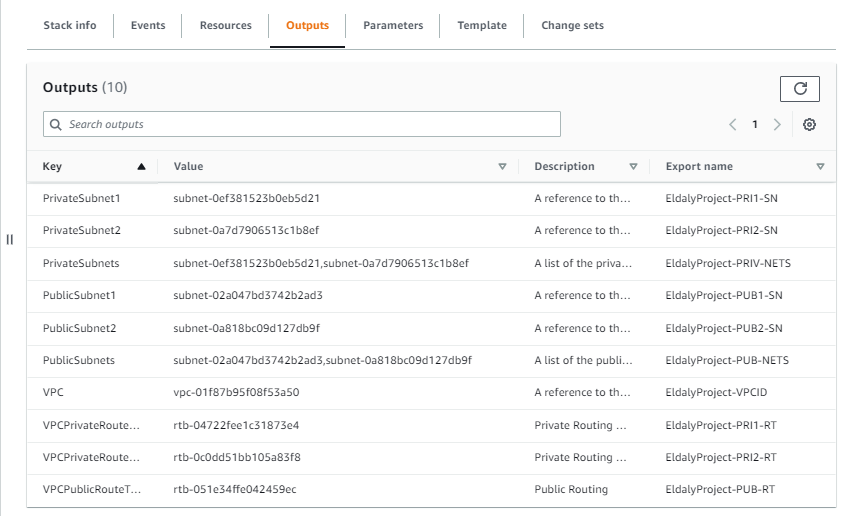 Stack info Events Resources Outputs Parameters Template Change sets
Outputs (10)
Search outputs
1
Key Value Description Export name
PrivateSubnet1 subnet-0ef381523b0eb5d21 A reference to th... EldalyProject-PRI1-SN
PrivateSubnet2 subnet-0a7d7906513c1b8ef A reference to th... EldalyProject-PRI2-SN
PrivateSubnets subnet-0ef381523b0eb5d21,subnet-0a7d7906513c1b8ef A list of the priva... EldalyProject-PRIV-NETS
PublicSubnet1 subnet-02a047bd3742b2ad3 A reference to th... EldalyProject-PUB1-SN
PublicSubnet2 subnet-0a818bc09d127db9f A reference to th... EldalyProject-PUB2-SN
PublicSubnets subnet-02a047bd3742b2ad3,subnet-0a818bc09d127db9f A list of the publi... EldalyProject-PUB-NETS
VPC vpc-01f87b95f08f53a50 A reference to th... EldalyProject-VPCID
VPCPrivateRoute... rtb-04722fee1c31873e4 Private Routing ... EldalyProject-PRI1-RT
VPCPrivateRoute... rtb-0c0dd51bb105a83f8 Private Routing ... EldalyProject-PRI2-RT
VPCPublicRouteT... rtb-051e34ffe042459ec Public Routing EldalyProject-PUB-RT